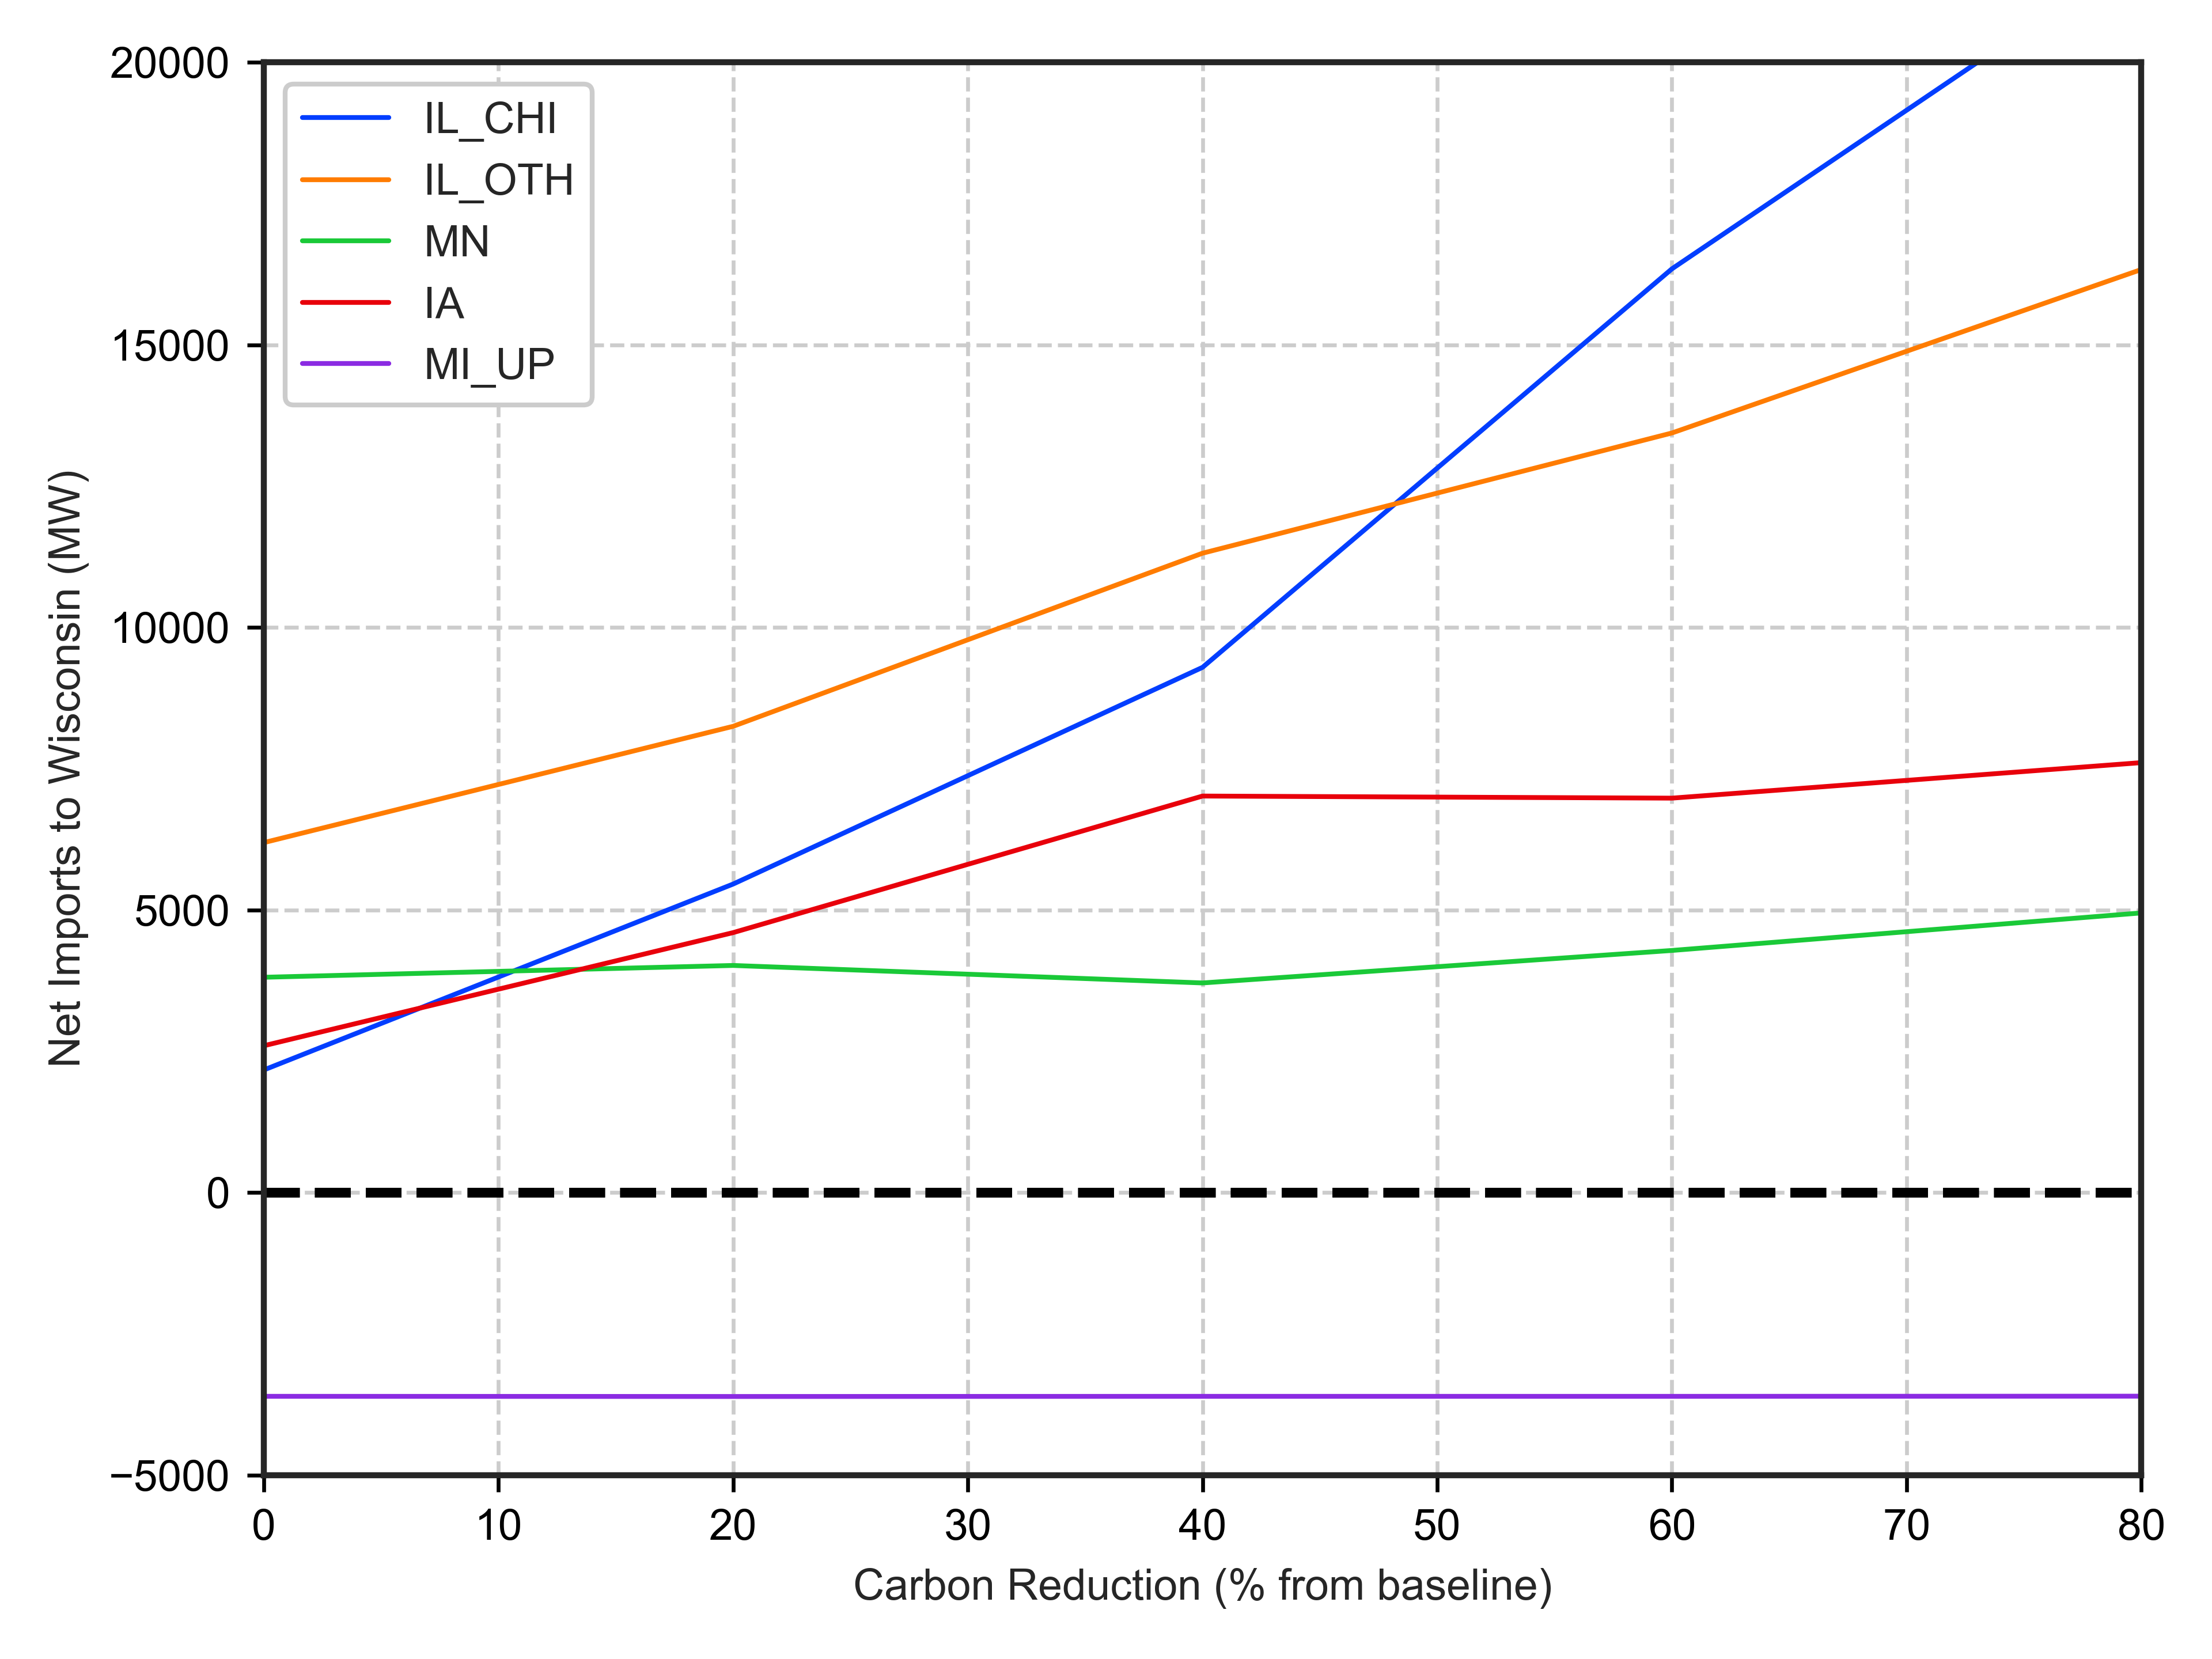 20000
15000
10000
5000
0
−5000
Net Imports to Wisconsin (MW)
IL_CHI
IL_OTH
MN
IA
MI_UP
0 10 20 30 40 50 60 70 80
Carbon Reduction (% from baseline)